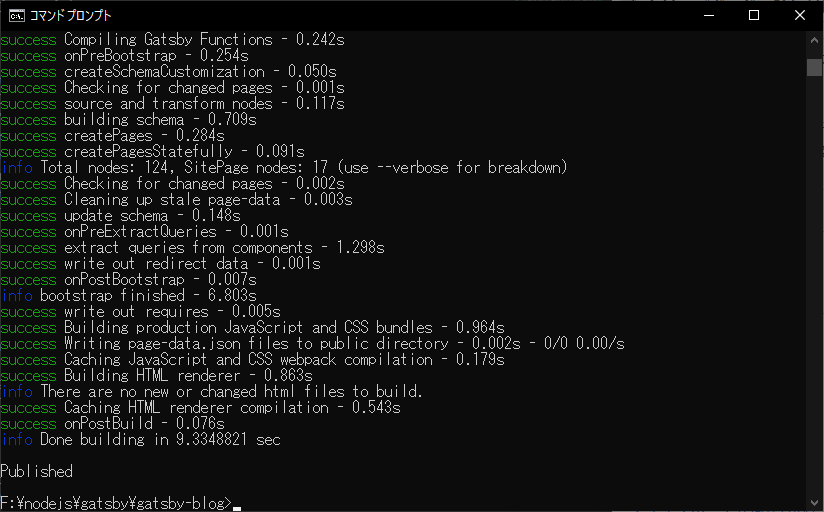 コマンドプロンプト
success Compiling Gatsby Functions - 0.242s
success onPreBootstrap - 0.254s
success createSchemaCustomization - 0.050s
success Checking for changed pages - 0.001s
success source and transform nodes - 0.117s
success building schema - 0.709s
success createPages - 0.284s
success createPagesStatefully - 0.091s
info Total nodes: 124, SitePage nodes: 17 (use --verbose for breakdown)
success Checking for changed pages - 0.002s
success Cleaning up stale page-data - 0.003s
success update schema - 0.148s
success onPreExtractQueries - 0.001s
success extract queries from components - 1.298s
success write out redirect data - 0.001s
success onPostBootstrap - 0.007s
info bootstrap finished - 6.803s
success write out requires - 0.005s
success Building production JavaScript and CSS bundles - 0.964s
success Writing page-data.json files to public directory - 0.002s - 0/0 0.00/s
success Caching JavaScript and CSS webpack compilation - 0.179s
success Building HTML renderer - 0.863s
info There are no new or changed html files to build.
success Caching HTML renderer compilation - 0.543s
success onPostBuild - 0.076s
info Done building in 9.3348821 sec
Published
F:¥nodejs¥gatsby¥gatsby-blog>